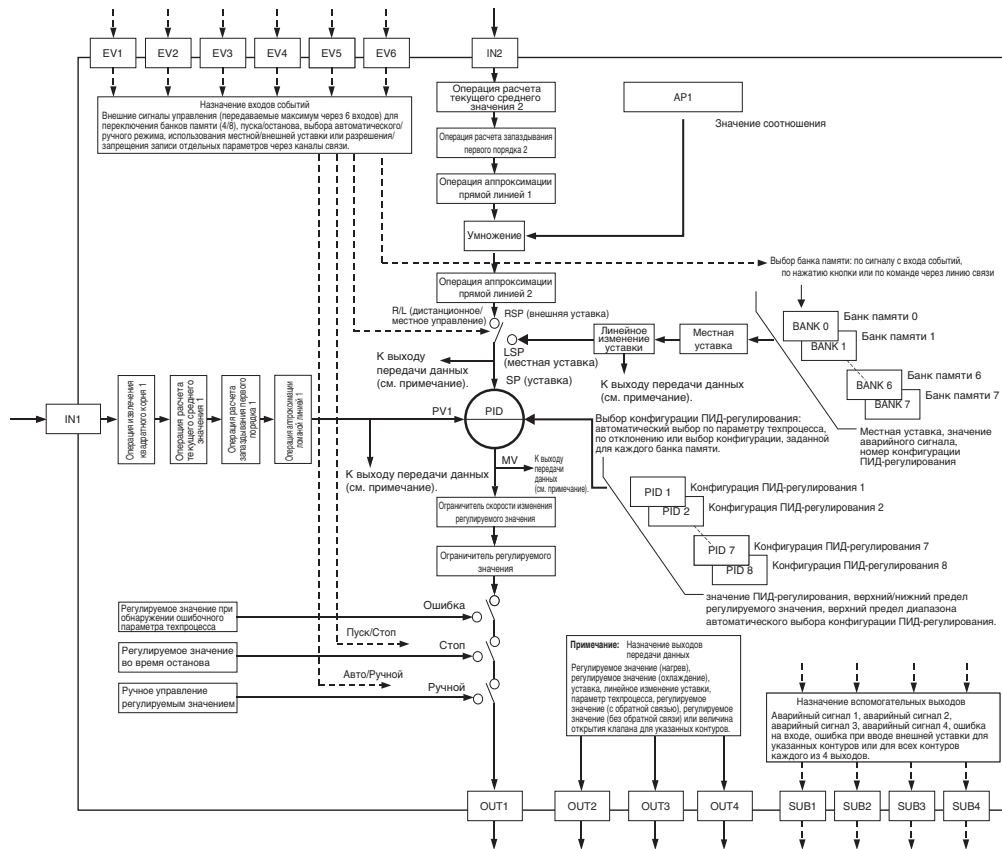 EV1
EV2
EV3
EV4
EV5
EV6
IN2
Назначение входов событий
Внешние сигналы управления (передаваемые максимум через 6 входов) для
переключения банков памяти (4/8), пуска/останова, выбора автоматического/
ручного режима, использования местной/внешней уставки или разрешения/
запрещения записи отдельных параметров через каналы связи.
Операция расчета
текущего среднего
значения 2
AP1
Значение соотношения
Операция расчета запаздывания
первого порядка 2
Операция аппроксимации
прямой линией 1
Умножение
Операция аппроксимации
прямой линией 2
Выбор банка памяти: по сигналу с входа событий,
по нажатию кнопки или по команде через линию связи
R/L (дистанционное/
местное управление)
RSP (внешняя уставка)
LSP
(местная уставка)
SP (уставка)
Линейное
изменение
уставки
Местная
уставка
BANK 0
Банк памяти 0
BANK 1
Банк памяти 1
BANK 6
Банк памяти 6
BANK 7
Банк памяти 7
К выходу
передачи данных
(см. примечание).
К выходу передачи данных
(см. примечание).
Местная уставка, значение
аварийного сигнала,
номер конфигурации
ПИД-регулирования
IN1
Операция извлечения
квадратного корня 1
Операция расчета
текущего среднего
значения 1
Операция расчета
запаздывания первого
порядка 1
Операция аппроксимации
ломаной линией 1
PV1
PID
Выбор конфигурации ПИД-регулирования:
автоматический выбор по параметру техпроцесса,
по отклонению или выбор конфигурации, заданной
для каждого банка памяти.
К выходу передачи данных
(см. примечание).
MV
К выходу
передачи
данных
(см. примечание).
PID 1
Конфигурация ПИД-регулирования 1
PID 2
Конфигурация ПИД-регулирования 2
PID 7
Конфигурация ПИД-регулирования 7
PID 8
Конфигурация ПИД-регулирования 8
значение ПИД-регулирования, верхний/нижний предел
регулируемого значения, верхний предел диапазона
автоматического выбора конфигурации ПИД-регулирования.
Ограничитель скорости изменения
регулируемого значения
Ограничитель регулируемого
значения
Регулируемое значение при
обнаружении ошибочного
параметра техпроцесса
Ошибка
Пуск/Стоп
Регулируемое значение
во время останова
Стоп
Авто/Ручной
Ручное управление
регулируемым значением
Ручной
Примечание: Назначение выходов
передачи данных
Регулируемое значение (нагрев),
регулируемое значение (охлаждение),
уставка, линейное изменение уставки,
параметр техпроцесса, регулируемое
значение (с обратной связью), регулируемое
значение (без обратной связи) или величина
открытия клапана для указанных контуров.
Назначение вспомогательных выходов
Аварийный сигнал 1, аварийный сигнал 2,
аварийный сигнал 3, аварийный сигнал 4, ошибка
на входе, ошибка при вводе внешней уставки для
указанных контуров или для всех контуров
каждого из 4 выходов.
OUT1
OUT2
OUT3
OUT4
SUB1
SUB2
SUB3
SUB4